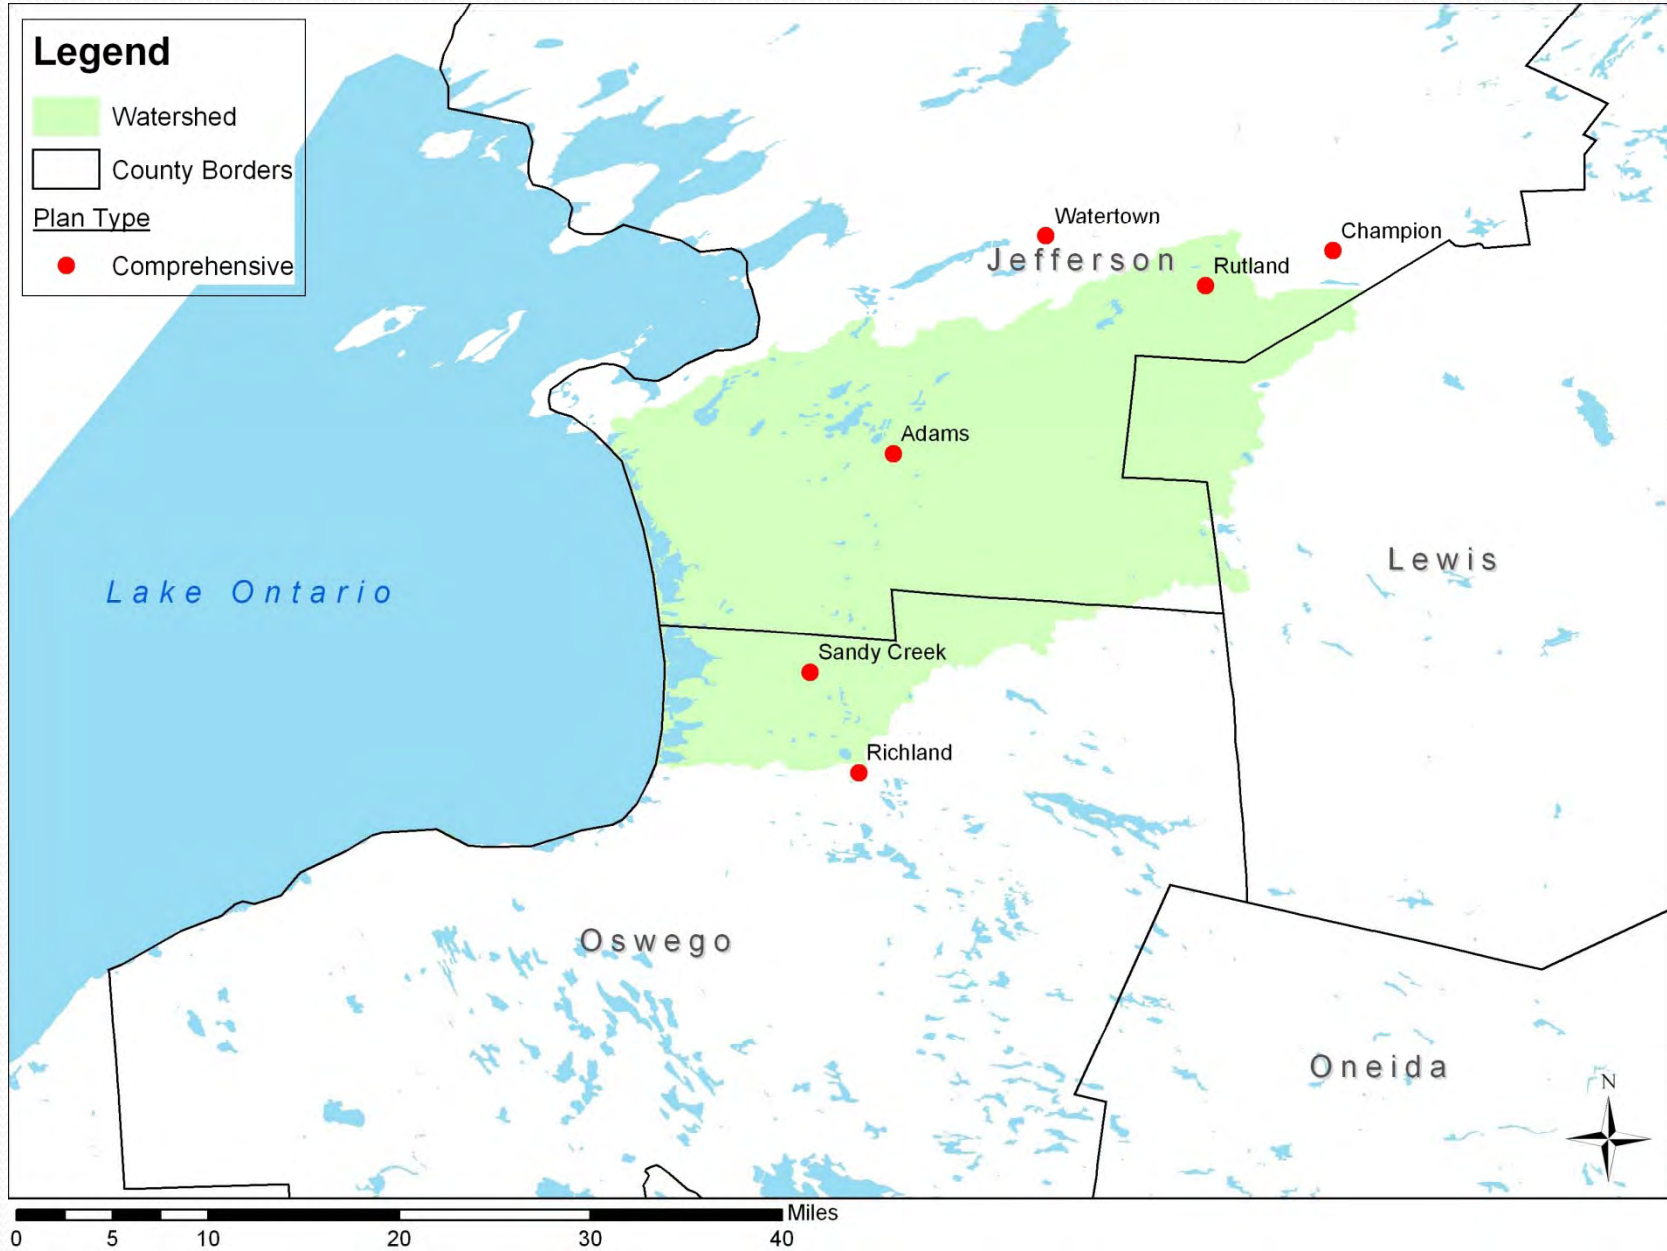 Legend
Watershed
County Borders
Plan Type
Comprehensive
Watertown
Champion
Jefferson
Rutland
Adams
Lewis
Lake Ontario
Sandy Creek
Richland
Oswego
Oneida
N
Miles
0 5 10 20 30 40